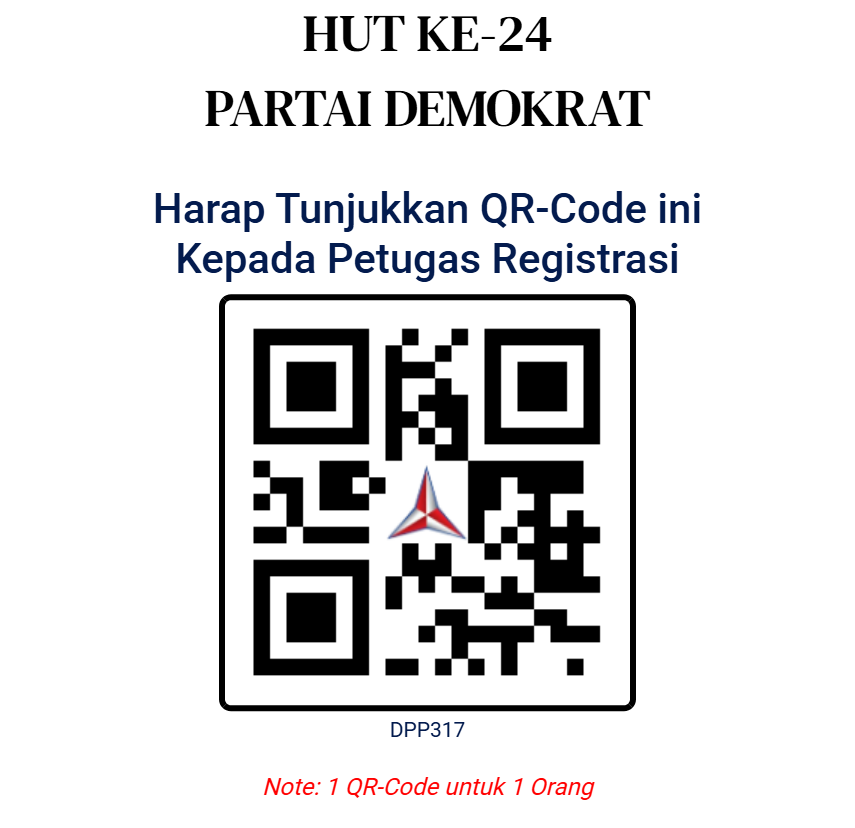 HUT KE-24
PARTAI DEMOKRAT
Harap Tunjukkan QR-Code ini
Kepada Petugas Registrasi
DPP317
Note: 1 QR-Code untuk 1 Orang